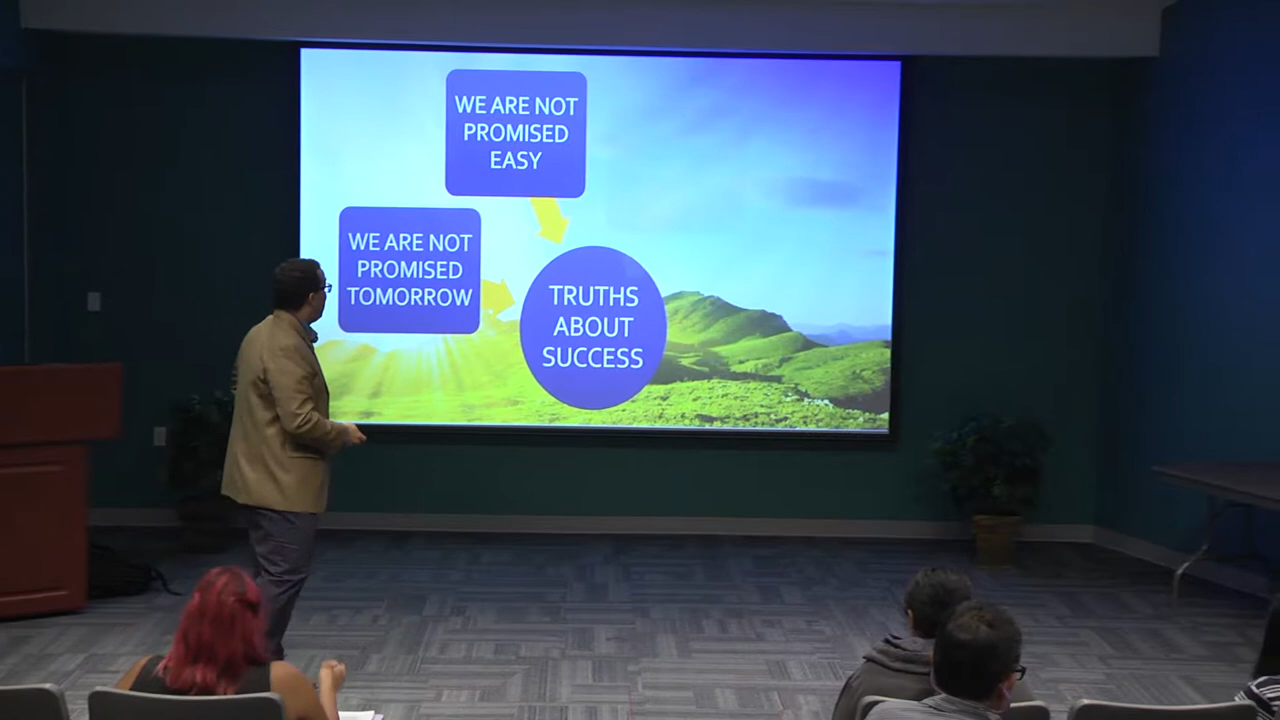 WE ARE NOT
PROMISED
EASY
WE ARE NOT
PROMISED
TOMORROW
TRUTHS
ABOUT
SUCCESS